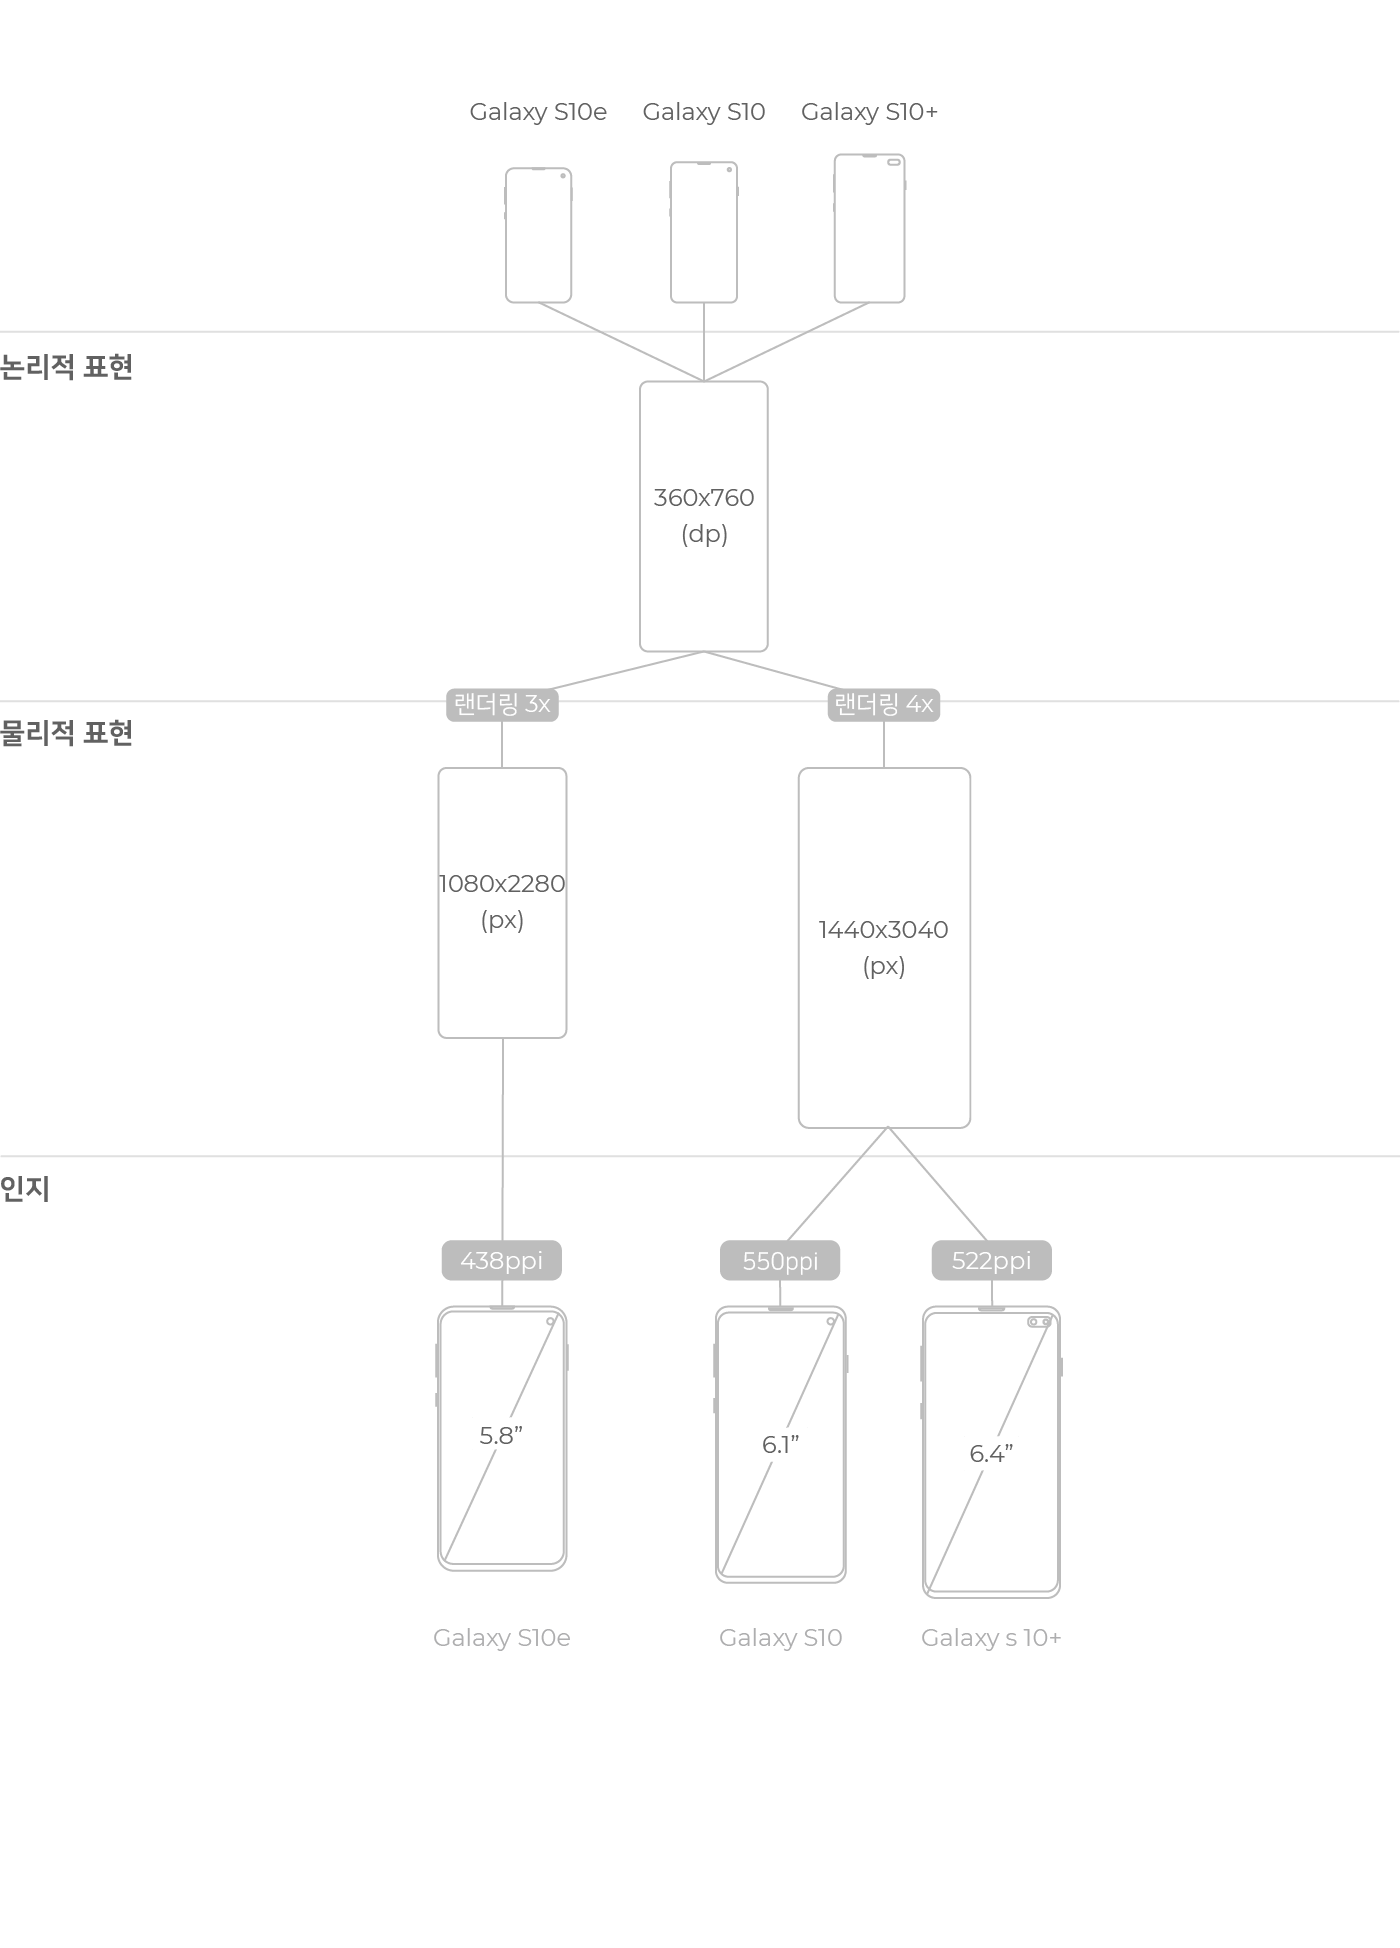 Galaxy S10e
Galaxy S10
Galaxy S10+
논리적 표현
360x760
(dp)
랜더링 3x
랜더링 4x
물리적 표현
1080x2280
(px)
1440x3040
(px)
인지
438ppi
550ppi
522ppi
5.8”
6.1”
6.4”
Galaxy S10e
Galaxy S10
Galaxy s 10+